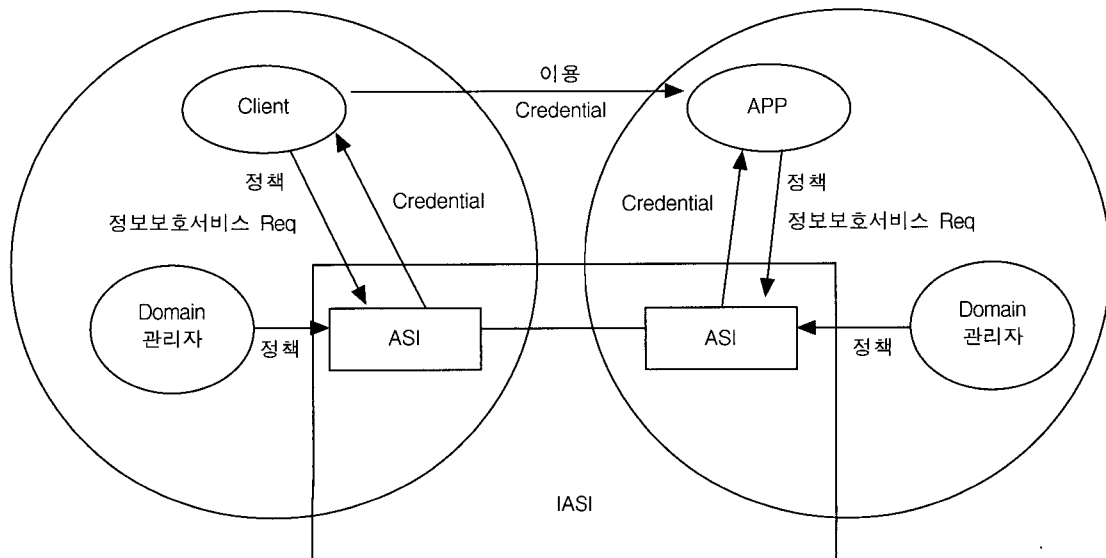 이용
Client
Credential
APP
정책
정보보호서비스 Req
Credential
Credential
정책
정보보호서비스 Req
Domain
관리자
정책
ASI
ASI
정책
Domain
관리자
IASI